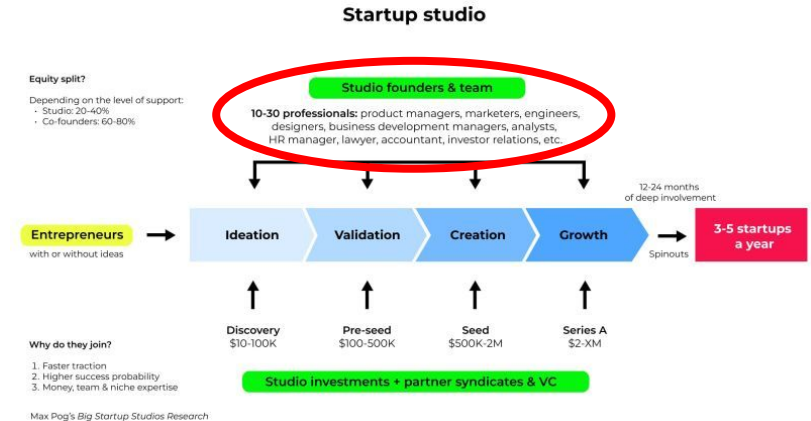 Startup studio
Equity split?
Depending on the level of support:
• Studio: 20-40%
• Co-founders: 60-80%
Studio founders & team
10-30 professionals: product managers, marketers, engineers,
designers, business development managers, analysts,
HR manager, lawyer, accountant, investor relations, etc.
Entrepreneurs
with or without ideas
Ideation
Validation
Creation
Growth
12-24 months
of deep involvement
Spinouts
3-5 startups
a year
Discovery
$10-100K
Pre-seed
$100-500K
Seed
$500K-2M
Series A
$2-XM
Why do they join?
1. Faster traction
2. Higher success probability
3. Money, team & niche expertise
Studio investments + partner syndicates & VC
Max Pog's Big Startup Studios Research